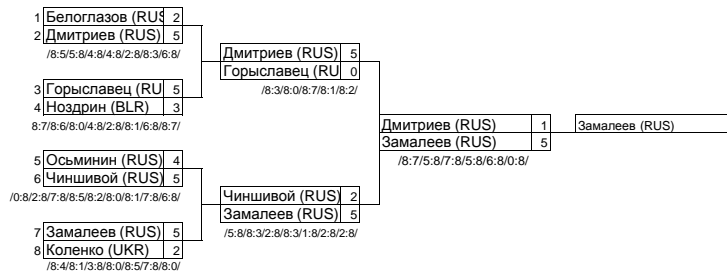 1 Белоглазов (RUS 2
2 Дмитриев (RUS) 5
/8:5/5:8/4:8/4:8/2:8/8:3/6:8/
Дмитриев (RUS) 5
Горыславец (RU 0
/8:3/8:0/8:7/8:1/8:2/
3 Горыславец (RU 5
4 Ноздрин (BLR) 3
8:7/8:6/8:0/4:8/2:8/8:1/6:8/8:7/
Дмитриев (RUS) 1
Замалеев (RUS) 5
/8:7/5:8/7:8/5:8/6:8/0:8/
Замалеев (RUS)
5 Осьминин (RUS) 4
6 Чиншивой (RUS) 5
/0:8/2:8/7:8/8:5/8:2/8:0/8:1/7:8/6:8/
Чиншивой (RUS) 2
Замалеев (RUS) 5
/5:8/8:3/2:8/8:3/1:8/2:8/2:8/
7 Замалеев (RUS) 5
8 Коленко (UKR) 2
/8:4/8:1/3:8/8:0/8:5/7:8/8:0/